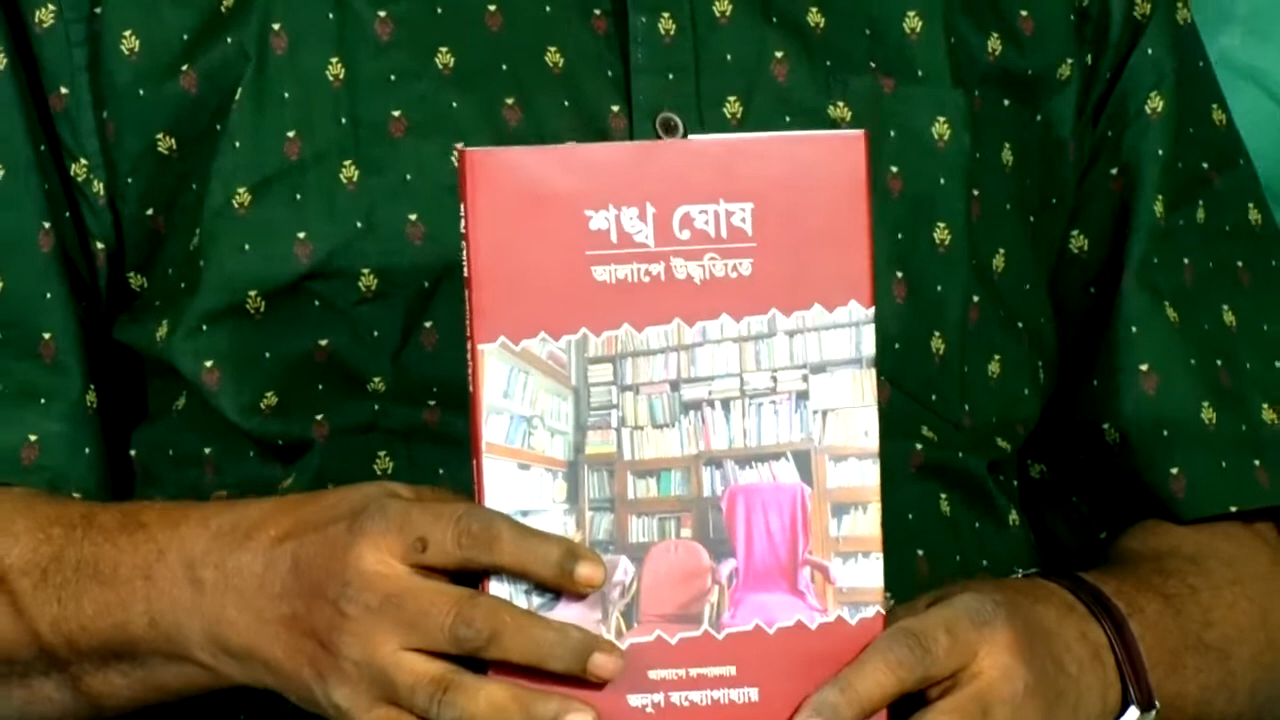 শঙ্খ ঘোষ
আলাপে উদ্ধৃতিতে
আলাপে সম্পাদনায়
অনুপ বন্দ্যোপাধ্যায়